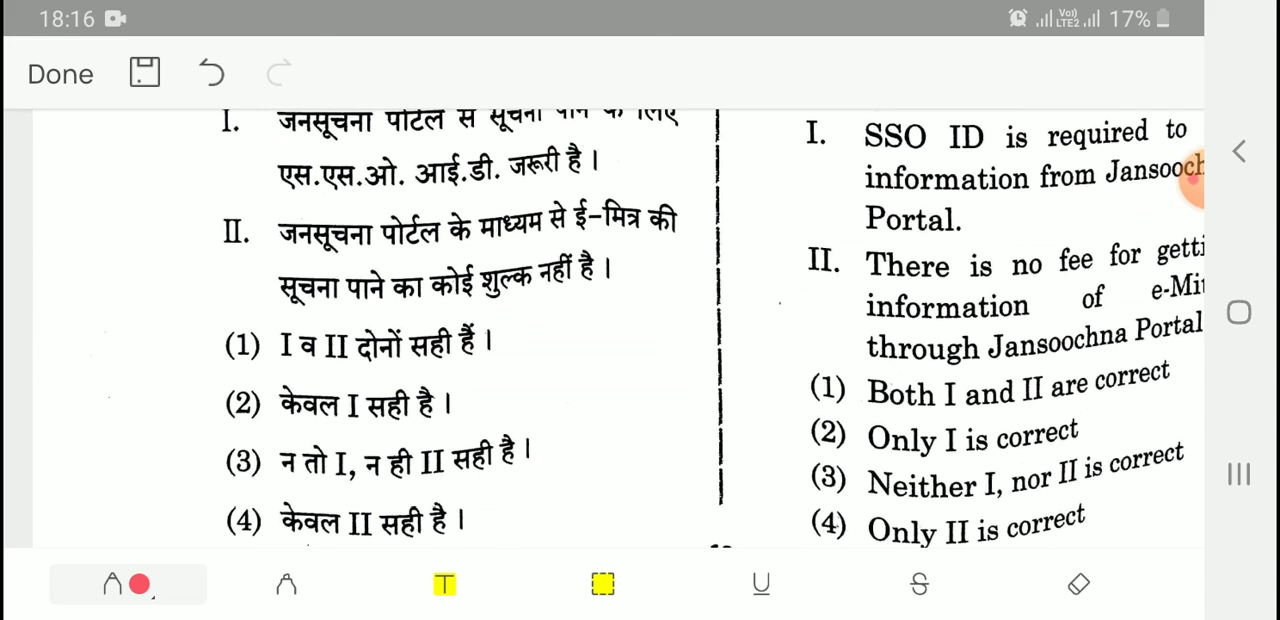 18:16
Vo))
LTE2
17%
Done
I. जनसूचना पोर्टल से सूचना पाने के लिए
एस.एस.ओ. आई.डी. जरूरी है।
II. जनसूचना पोर्टल के माध्यम से ई-मित्र की
सूचना पाने का कोई शुल्क नहीं है।
(1) I व II दोनों सही हैं।
(2) केवल I सही है।
(3) न तो I, न ही II सही है।
(4) केवल II सही है।
I. SSO ID is required to
information from Jansooch
Portal.
II. There is no fee for getti
information of e-Mi
through Jansoochna Portal
(1) Both I and II are correct
(2) Only I is correct
(3) Neither I, nor II is correct
(4) Only II is correct
T
U
S